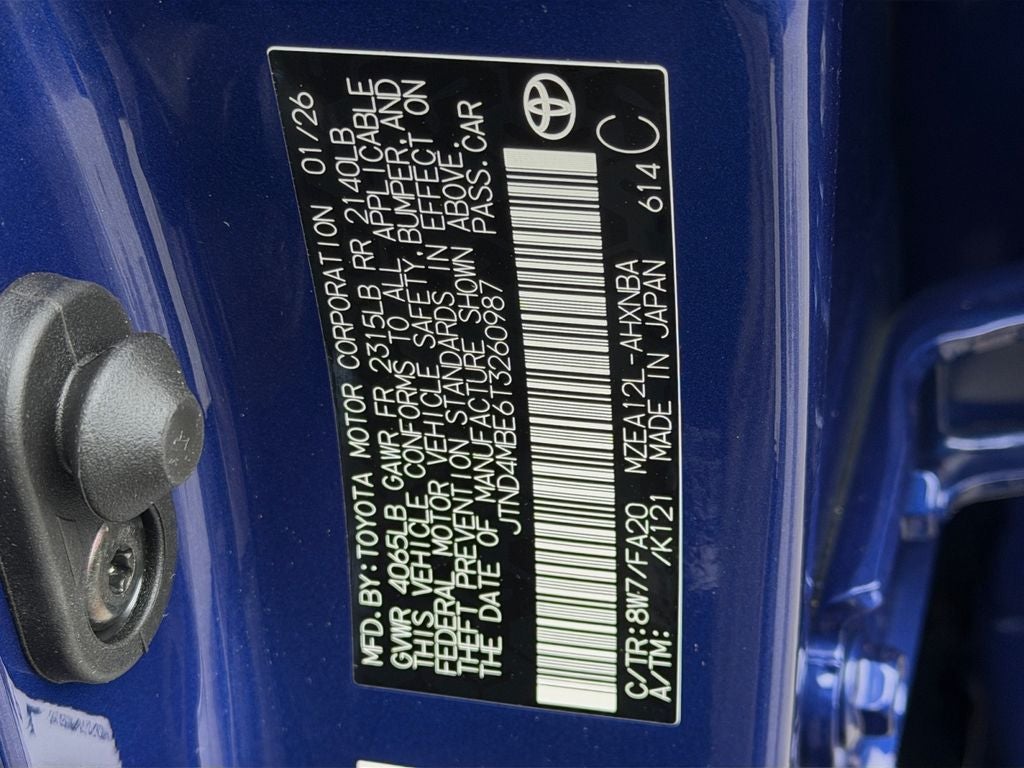 MFD. BY: TOYOTA MOTOR CORPORATION 01/26
GVWR 4065LB GAWR FR 2315LB RR 2140LB
THIS VEHICLE CONFORMS TO ALL APPLICABLE
FEDERAL MOTOR VEHICLE SAFETY, BUMPER, AND
THEFT PREVENTION STANDARDS IN EFFECT ON
THE DATE OF MANUFACTURE SHOWN ABOVE.
JTND4MBE6T3260987 PASS. CAR
C/TR: 8W7/FA20 MZEA12L-AHXNBA 614 C
A/TM: /K121 MADE IN JAPAN